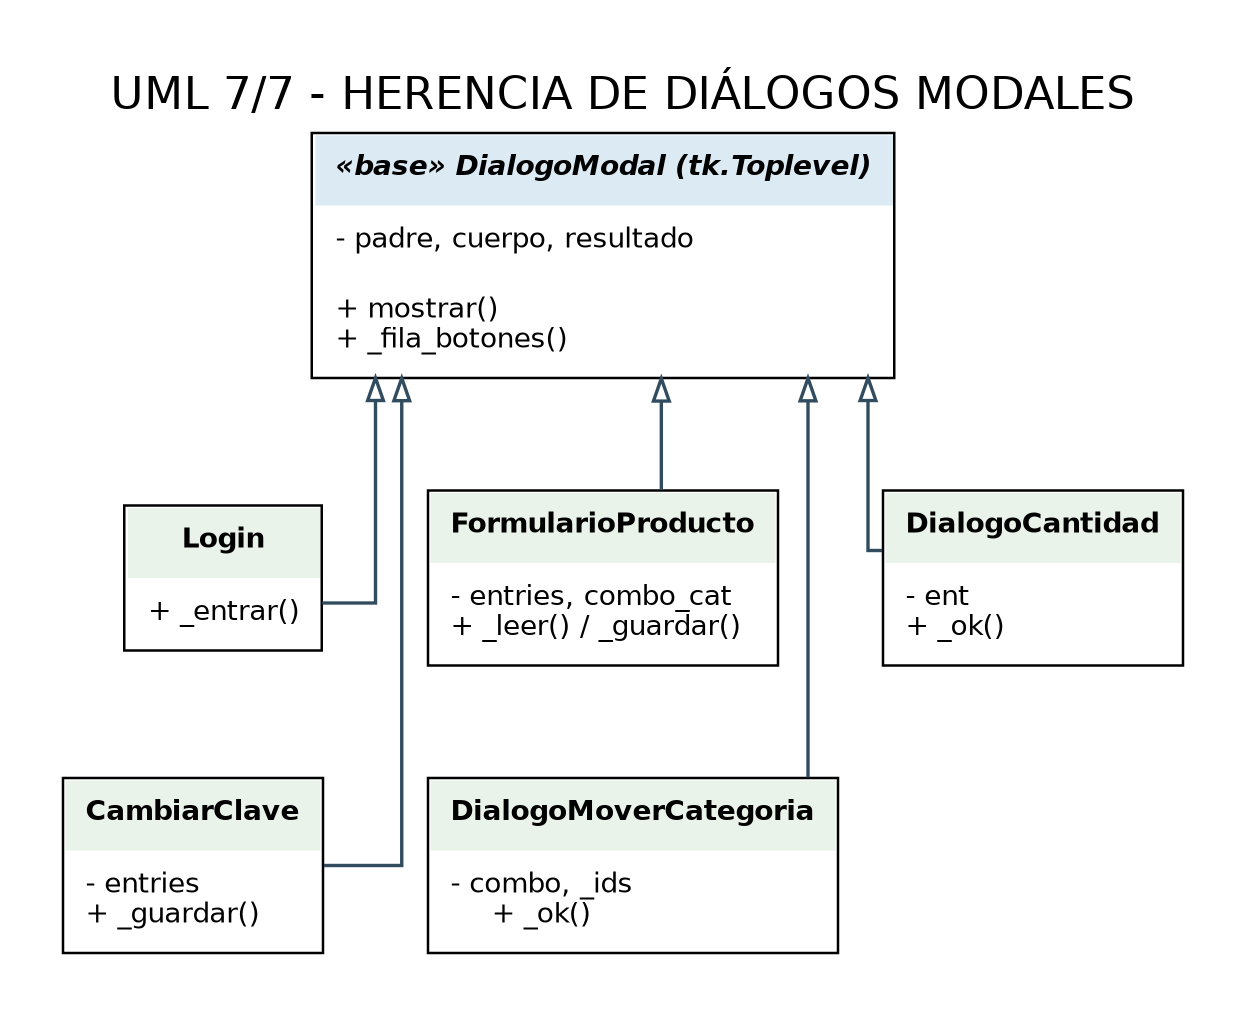 UML 7/7 - HERENCIA DE DIÁLOGOS MODALES
«base» DialogoModal (tk.Toplevel)
- padre, cuerpo, resultado
+ mostrar()
+ _fila_botones()
Login
+ _entrar()
FormularioProducto
- entries, combo_cat
+ _leer() / _guardar()
DialogoCantidad
- ent
+ _ok()
CambiarClave
- entries
+ _guardar()
DialogoMoverCategoria
- combo, _ids
+ _ok()